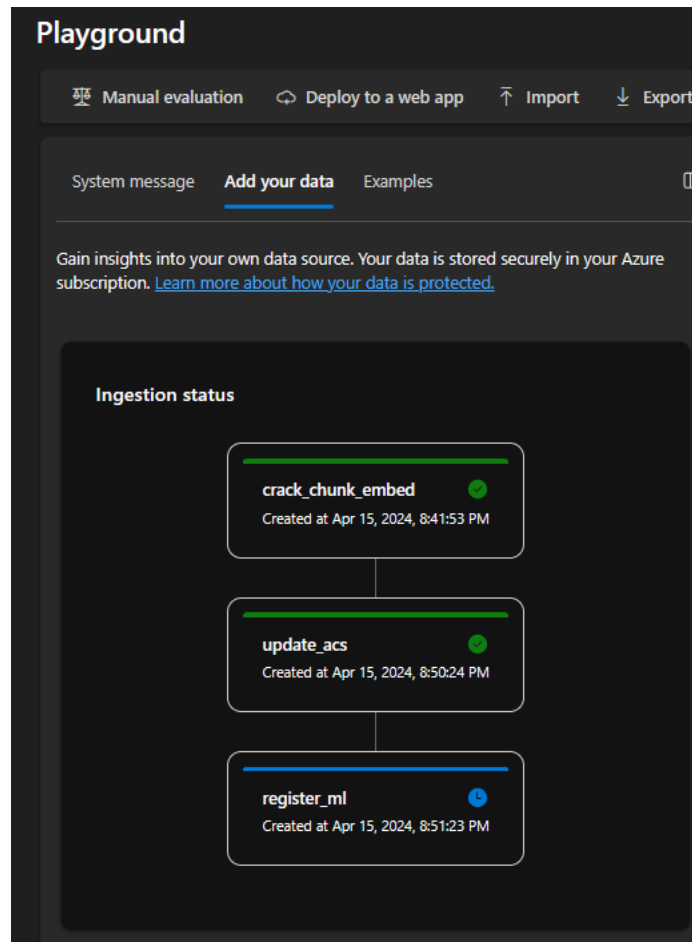 Playground
Manual evaluation Deploy to a web app Import Export
System message Add your data Examples
Gain insights into your own data source. Your data is stored securely in your Azure
subscription. Learn more about how your data is protected.
Ingestion status
crack_chunk_embed
Created at Apr 15, 2024, 8:41:53 PM
update_acs
Created at Apr 15, 2024, 8:50:24 PM
register_ml
Created at Apr 15, 2024, 8:51:23 PM